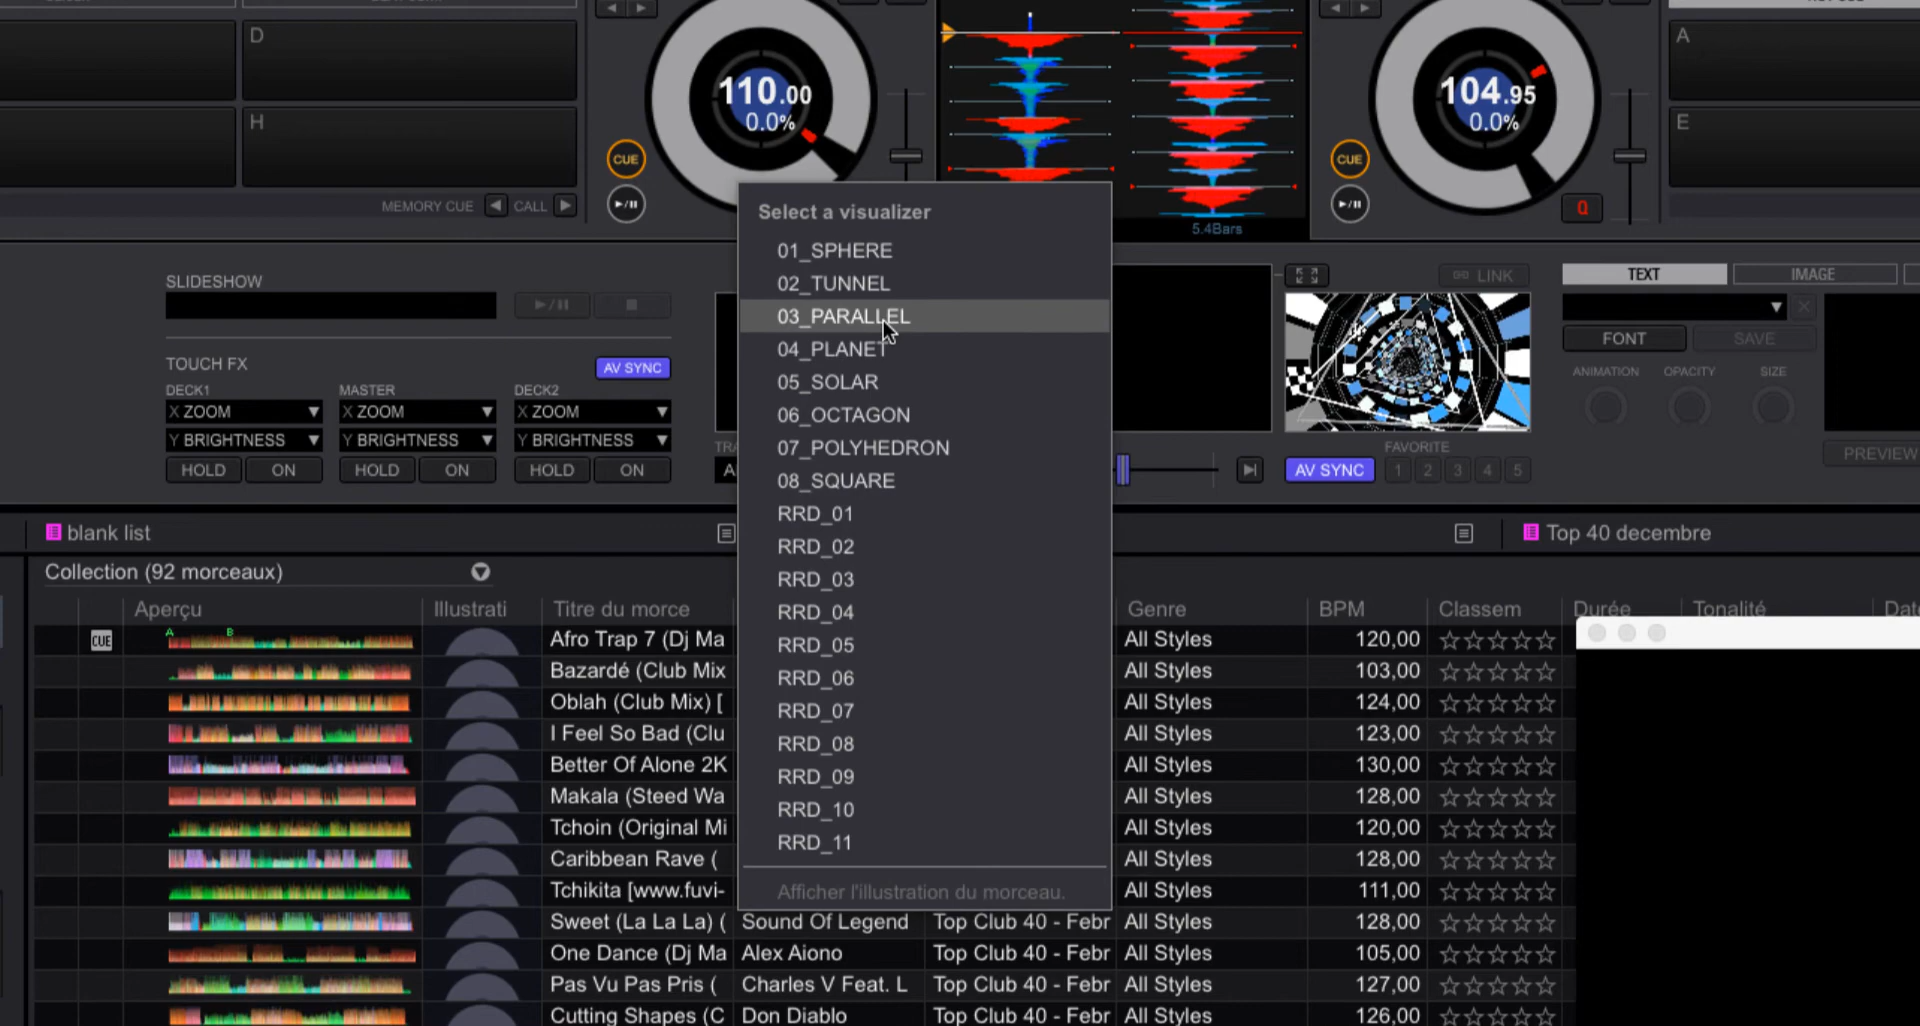 D
A
110.00
0.0%
104.95
0.0%
H
E
CUE
CUE
MEMORY CUE
CALL
5.4Bars
Select a visualizer
01_SPHERE
02_TUNNEL
03_PARALLEL
04_PLANET
05_SOLAR
06_OCTAGON
07_POLYHEDRON
08_SQUARE
RRD_01
RRD_02
RRD_03
RRD_04
RRD_05
RRD_06
RRD_07
RRD_08
RRD_09
RRD_10
RRD_11
Afficher l'illustration du morceau.
SLIDESHOW
TOUCH FX
AV SYNC
DECK1 MASTER DECK2
X ZOOM X ZOOM X ZOOM
Y BRIGHTNESS Y BRIGHTNESS Y BRIGHTNESS
HOLD ON HOLD ON HOLD ON
LINK
TEXT IMAGE
FONT SAVE
ANIMATION OPACITY SIZE
FAVORITE
AV SYNC 1 2 3 4 5
PREVIEW
blank list
Top 40 decembre
Collection (92 morceaux)
Aperçu Illustrati Titre du morce Genre BPM Classem Durée Tonalité
CUE A B Afro Trap 7 (Dj Ma All Styles 120,00
Bazardé (Club Mix All Styles 103,00
Oblah (Club Mix) [ All Styles 124,00
I Feel So Bad (Clu All Styles 123,00
Better Of Alone 2K All Styles 130,00
Makala (Steed Wa All Styles 128,00
Tchoin (Original Mi All Styles 120,00
Caribbean Rave ( All Styles 128,00
Tchikita [www.fuvi- All Styles 111,00
Sweet (La La La) ( Sound Of Legend Top Club 40 - Febr All Styles 128,00
One Dance (Dj Ma Alex Aiono Top Club 40 - Febr All Styles 105,00
Pas Vu Pas Pris ( Charles V Feat. L Top Club 40 - Febr All Styles 127,00
Cutting Shapes (C Don Diablo Top Club 40 - Febr All Styles 126,00